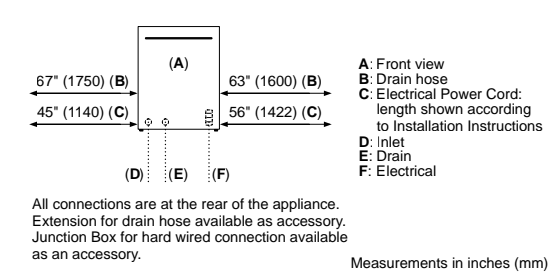 (A)
67" (1750) (B)
63" (1600) (B)
45" (1140) (C)
56" (1422) (C)
(D)
(E)
(F)
A: Front view
B: Drain hose
C: Electrical Power Cord:
length shown according
to Installation Instructions
D: Inlet
E: Drain
F: Electrical
All connections are at the rear of the appliance.
Extension for drain hose available as accessory.
Junction Box for hard wired connection available
as an accessory.
Measurements in inches (mm)